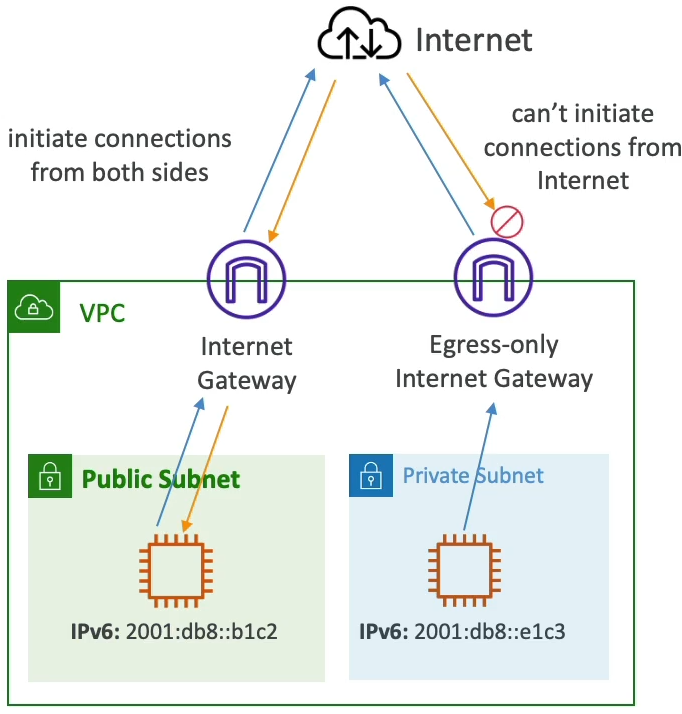 Internet
initiate connections
from both sides
can’t initiate
connections from
Internet
VPC
Internet
Gateway
Egress-only
Internet Gateway
Public Subnet
Private Subnet
IPv6: 2001:db8::b1c2
IPv6: 2001:db8::e1c3